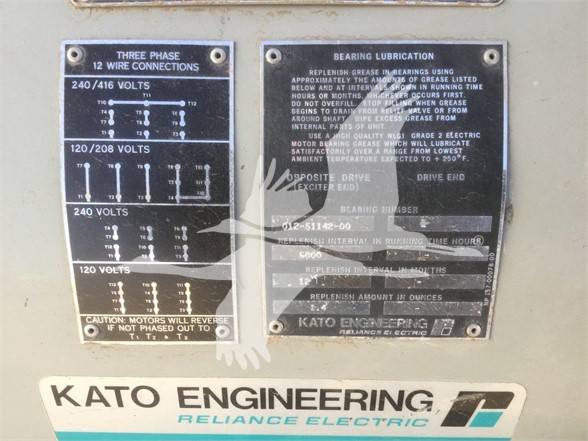 THREE PHASE
12 WIRE CONNECTIONS
240/416 VOLTS
T11
T10 T12
120/208 VOLTS
240 VOLTS
120 VOLTS
CAUTION: MOTORS WILL REVERSE
IF NOT PHASED OUT TO
T1 T2 & T3
BEARING LUBRICATION
REPLENISH GREASE IN BEARINGS USING
APPROXIMATELY THE AMOUNTS OF GREASE LISTED
BELOW AND AT INTERVALS SHOWN IN RUNNING TIME
HOURS OR MONTHS, WHICHEVER OCCURS FIRST.
DO NOT OVERFILL. STOP FILLING WHEN GREASE
BEGINS TO DRAIN FROM RELIEF VALVE OR FROM
AROUND SHAFT. WIPE EXCESS GREASE FROM
INTERNAL PARTS OF UNIT.
USE A HIGH QUALITY NLGI GRADE 2 ELECTRIC
MOTOR BEARING GREASE WHICH WILL LUBRICATE
SATISFACTORILY OVER A RANGE FROM LOWEST
AMBIENT TEMPERATURE EXPECTED TO + 250°F.
OPPOSITE DRIVE DRIVE END
(EXCITER END)
BEARING NUMBER
012-51142-00
REPLENISH INTERVAL IN RUNNING TIME HOURS
REPLENISH INTERVAL IN MONTHS
12
REPLENISH AMOUNT IN OUNCES
KATO ENGINEERING
RELIANCE ELECTRIC
KATO ENGINEERING
RELIANCE ELECTRIC